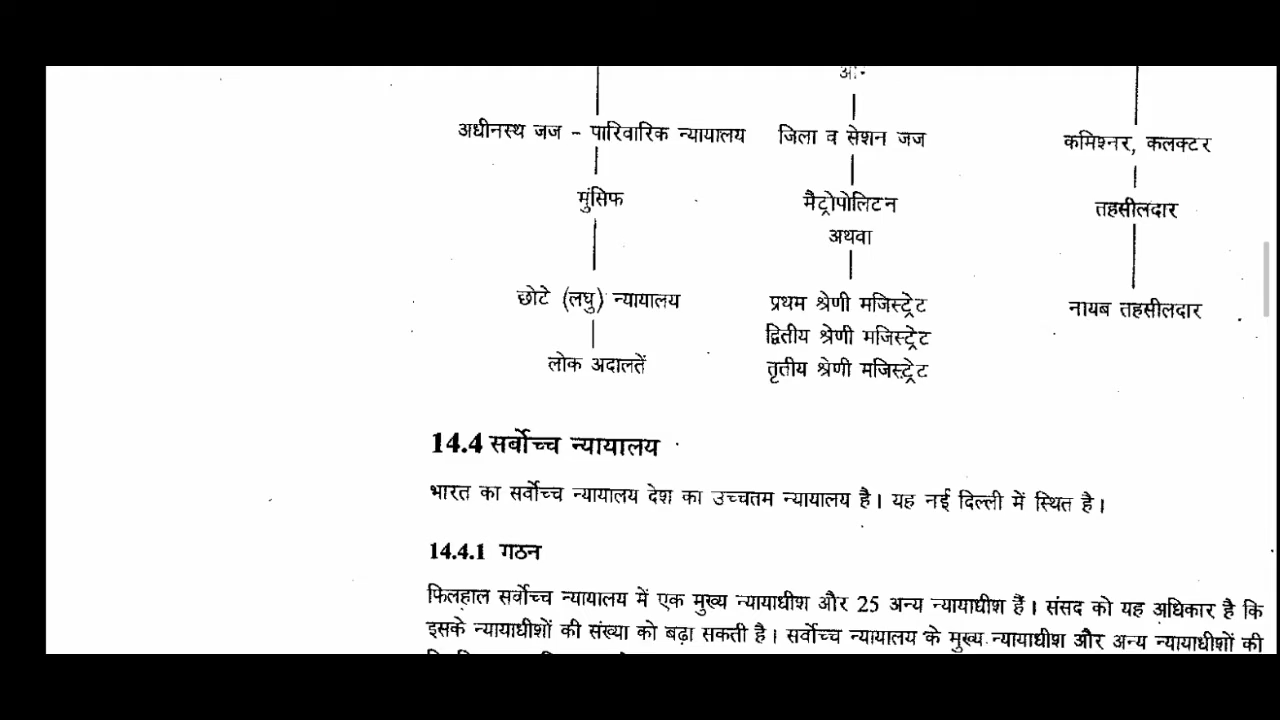 अधीनस्थ जज - पारिवारिक न्यायालय जिला व सेशन जज कमिश्नर, कलक्टर
मुंसिफ मैट्रोपोलिटन तहसीलदार
अथवा
छोटे (लघु) न्यायालय प्रथम श्रेणी मजिस्ट्रेट नायब तहसीलदार
द्वितीय श्रेणी मजिस्ट्रेट
लोक अदालतें तृतीय श्रेणी मजिस्ट्रेट
14.4 सर्वोच्च न्यायालय
भारत का सर्वोच्च न्यायालय देश का उच्चतम न्यायालय है। यह नई दिल्ली में स्थित है।
14.4.1 गठन
फिलहाल सर्वोच्च न्यायालय में एक मुख्य न्यायाधीश और 25 अन्य न्यायाधीश हैं। संसद को यह अधिकार है कि
इसके न्यायाधीशों की संख्या को बढ़ा सकती है। सर्वोच्च न्यायालय के मुख्य न्यायाधीश और अन्य न्यायाधीशों की